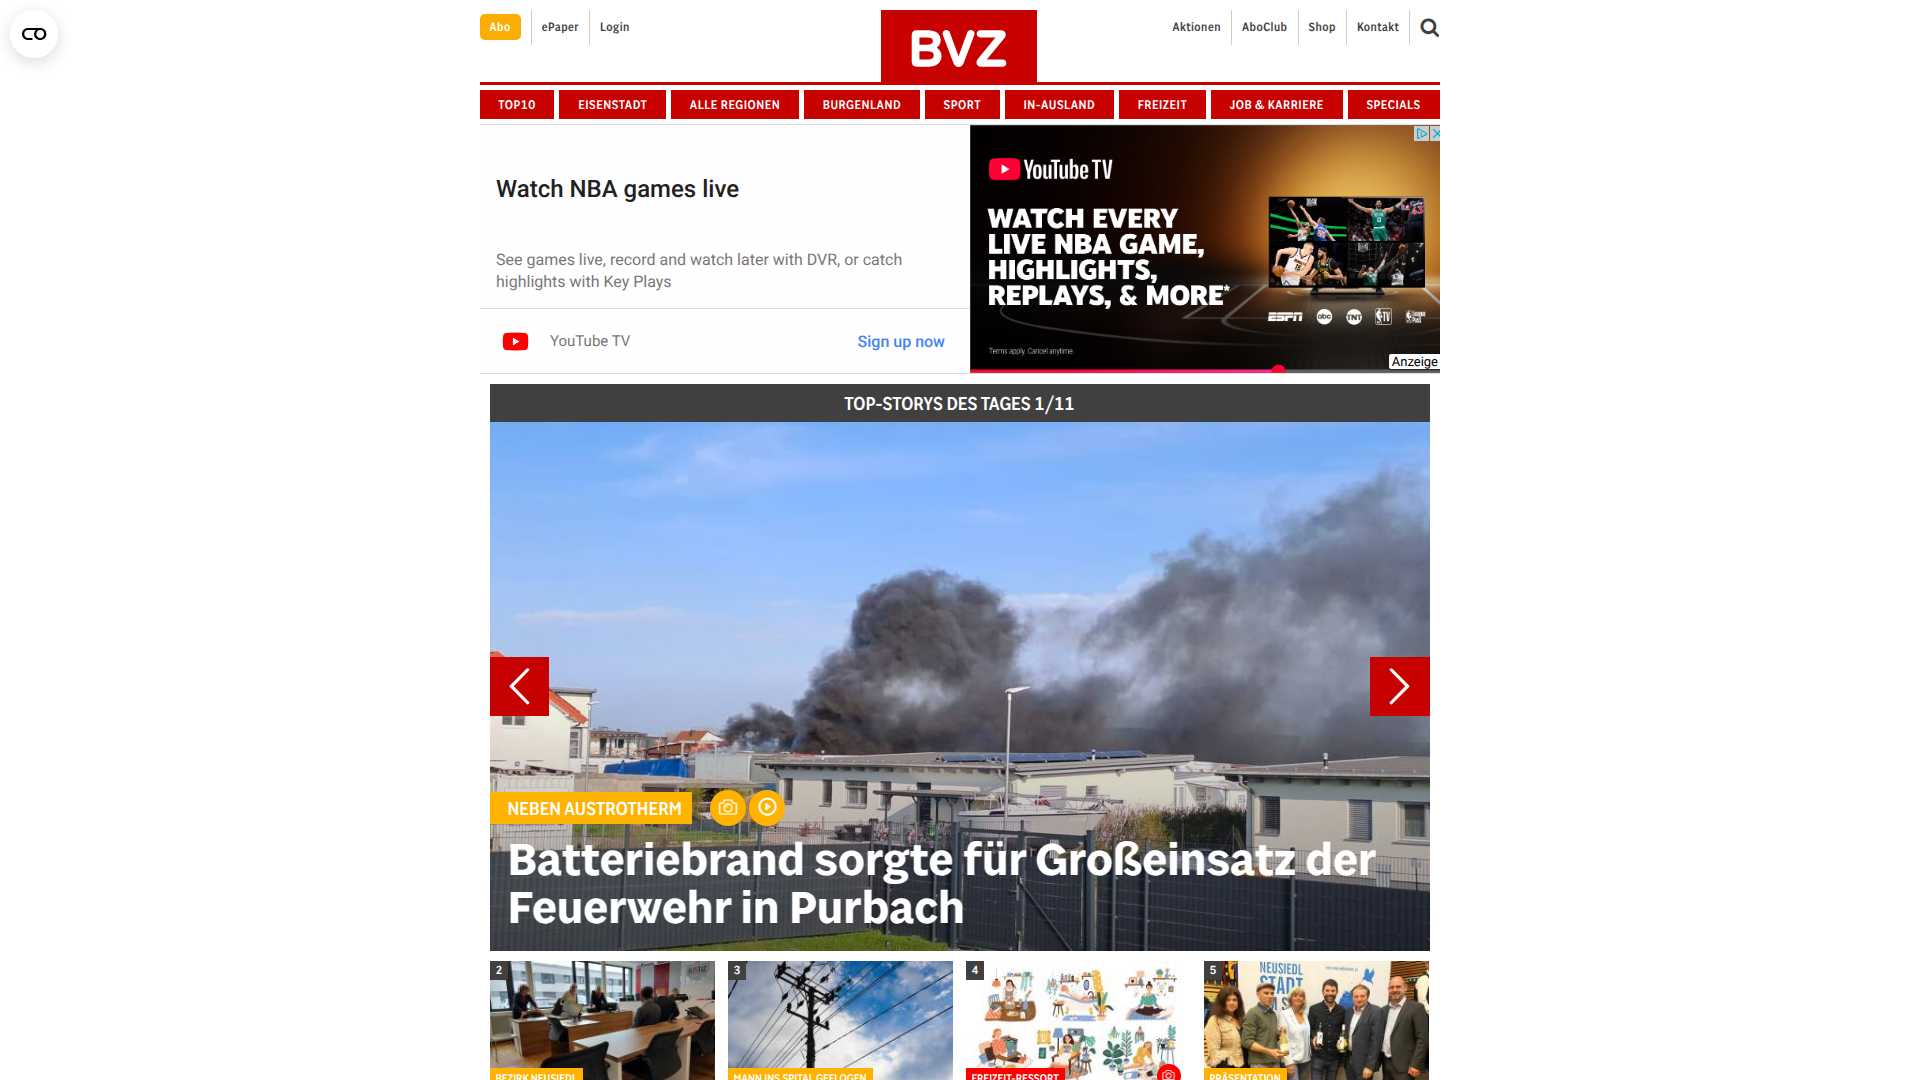 Abo
ePaper
Login
BVZ
Aktionen
AboClub
Shop
Kontakt
TOP10
EISENSTADT
ALLE REGIONEN
BURGENLAND
SPORT
IN-AUSLAND
FREIZEIT
JOB & KARRIERE
SPECIALS
Watch NBA games live
See games live, record and watch later with DVR, or catch
highlights with Key Plays
YouTube TV
Sign up now
YouTube TV
WATCH EVERY
LIVE NBA GAME,
HIGHLIGHTS,
REPLAYS, & MORE*
ESPN abc TNT
Terms apply. Cancel anytime.
Anzeige
TOP-STORYS DES TAGES 1/11
NEBEN AUSTROTHERM
Batteriebrand sorgte für Großeinsatz der
Feuerwehr in Purbach
2
3
4
5
NEUSIEDL
STADT
BEZIRK NEUSIEDL
MANN INS SPITAL GEFLOGEN
FREIZEIT-RESSORT
PRÄSENTATION